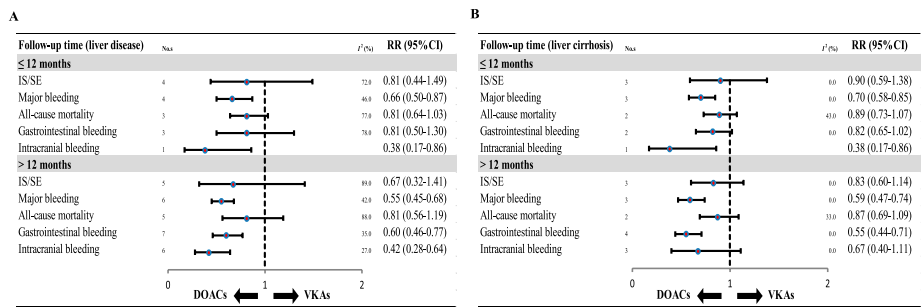 A
Follow-up time (liver disease) No.s I² (%) RR (95%CI)
≤ 12 months
IS/SE 4 72.0 0.81 (0.44-1.49)
Major bleeding 4 46.0 0.66 (0.50-0.87)
All-cause mortality 3 77.0 0.81 (0.64-1.03)
Gastrointestinal bleeding 3 78.0 0.81 (0.50-1.30)
Intracranial bleeding 1 0.38 (0.17-0.86)
> 12 months
IS/SE 5 89.0 0.67 (0.32-1.41)
Major bleeding 6 42.0 0.55 (0.45-0.68)
All-cause mortality 5 88.0 0.81 (0.56-1.19)
Gastrointestinal bleeding 7 35.0 0.60 (0.46-0.77)
Intracranial bleeding 6 27.0 0.42 (0.28-0.64)
0 1 2
DOACs VKAs
B
Follow-up time (liver cirrhosis) No.s I² (%) RR (95%CI)
≤ 12 months
IS/SE 3 0.0 0.90 (0.59-1.38)
Major bleeding 3 0.0 0.70 (0.58-0.85)
All-cause mortality 2 43.0 0.89 (0.73-1.07)
Gastrointestinal bleeding 2 0.0 0.82 (0.65-1.02)
Intracranial bleeding 1 0.38 (0.17-0.86)
> 12 months
IS/SE 3 0.0 0.83 (0.60-1.14)
Major bleeding 3 0.0 0.59 (0.47-0.74)
All-cause mortality 2 33.0 0.87 (0.69-1.09)
Gastrointestinal bleeding 4 0.0 0.55 (0.44-0.71)
Intracranial bleeding 3 0.0 0.67 (0.40-1.11)
0 1 2
DOACs VKAs